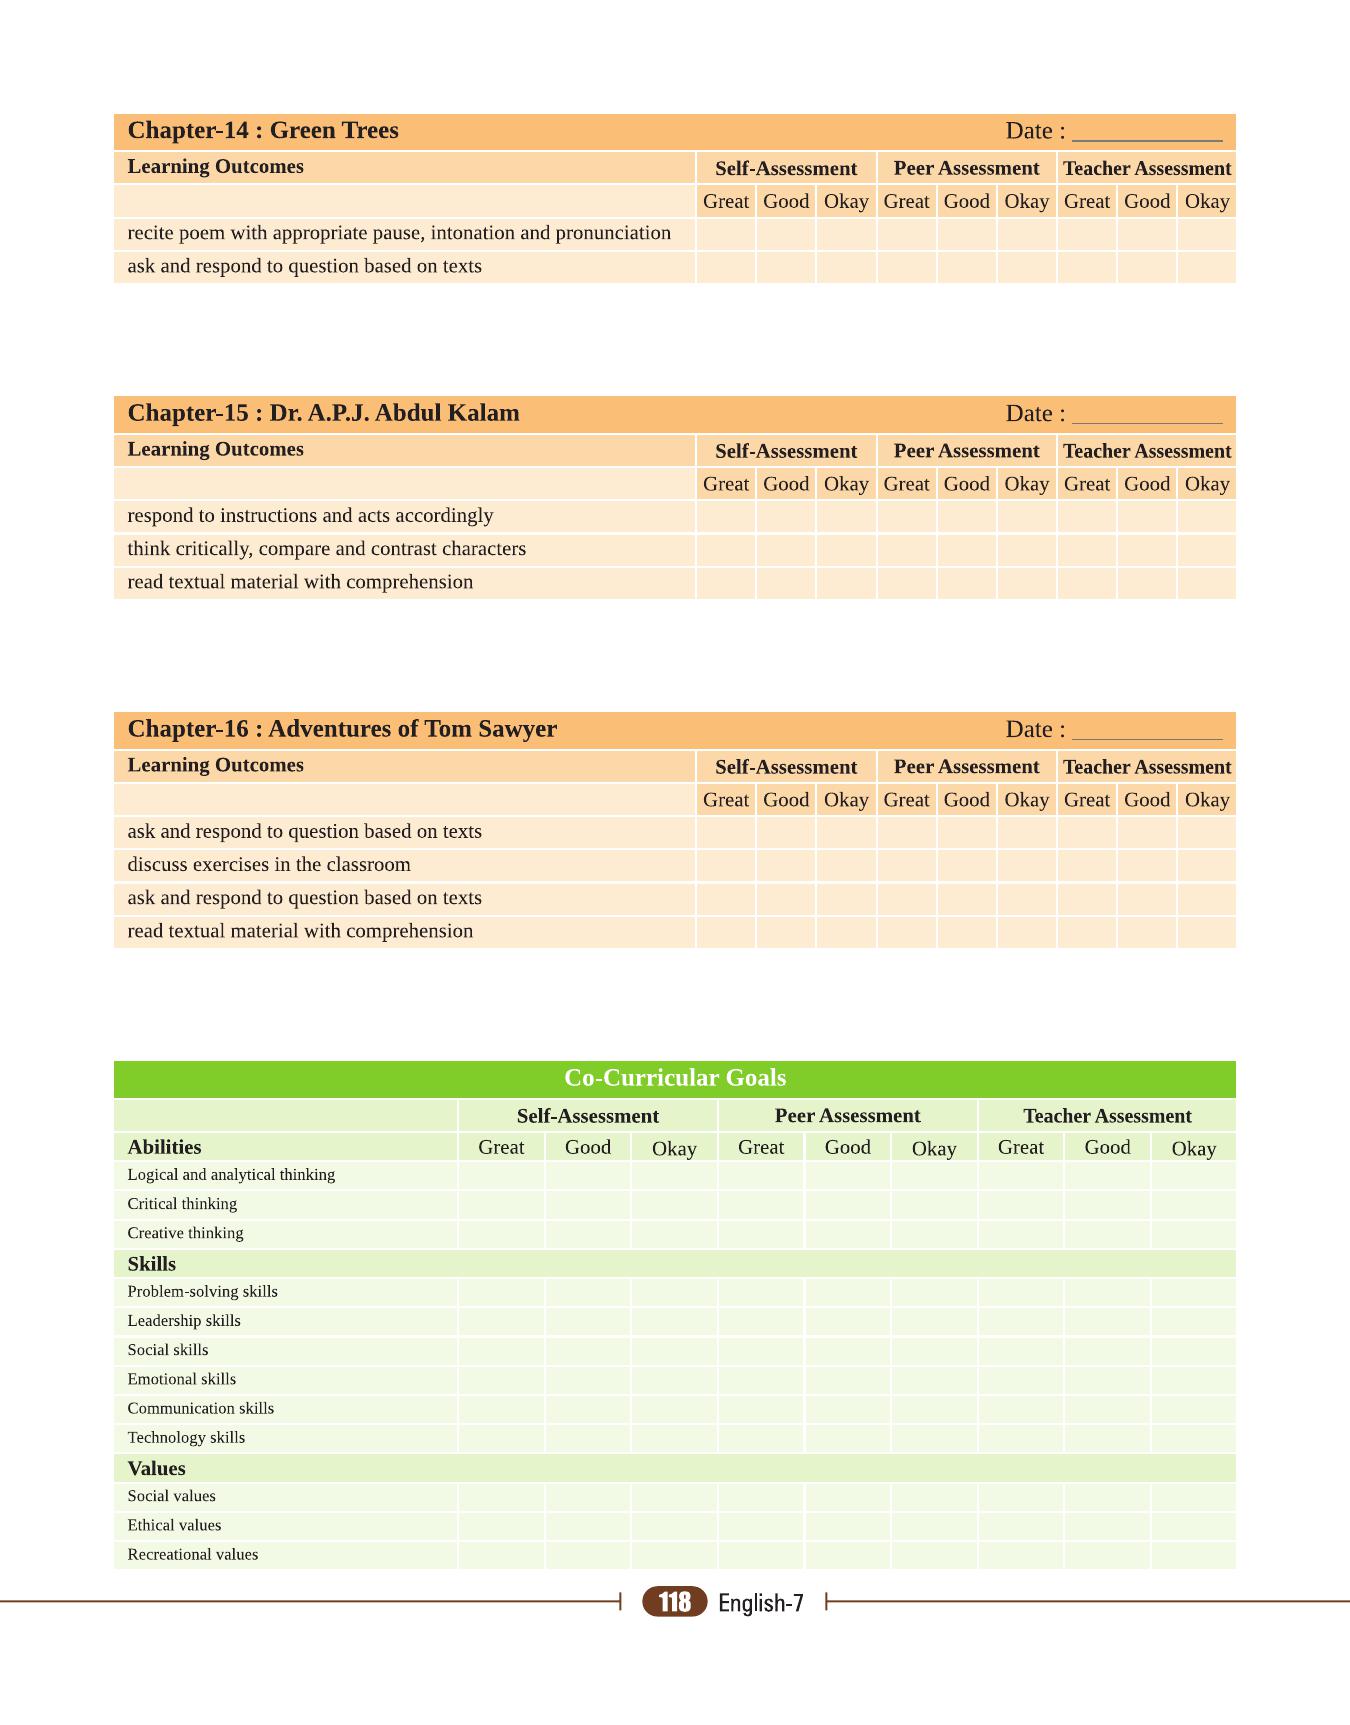 Chapter-14 : Green Trees Date : ____________
Learning Outcomes Self-Assessment Peer Assessment Teacher Assessment
Great Good Okay Great Good Okay Great Good Okay
recite poem with appropriate pause, intonation and pronunciation
ask and respond to question based on texts
Chapter-15 : Dr. A.P.J. Abdul Kalam Date : ____________
Learning Outcomes Self-Assessment Peer Assessment Teacher Assessment
Great Good Okay Great Good Okay Great Good Okay
respond to instructions and acts accordingly
think critically, compare and contrast characters
read textual material with comprehension
Chapter-16 : Adventures of Tom Sawyer Date : ____________
Learning Outcomes Self-Assessment Peer Assessment Teacher Assessment
Great Good Okay Great Good Okay Great Good Okay
ask and respond to question based on texts
discuss exercises in the classroom
ask and respond to question based on texts
read textual material with comprehension
Co-Curricular Goals
Self-Assessment Peer Assessment Teacher Assessment
Abilities Great Good Okay Great Good Okay Great Good Okay
Logical and analytical thinking
Critical thinking
Creative thinking
Skills
Problem-solving skills
Leadership skills
Social skills
Emotional skills
Communication skills
Technology skills
Values
Social values
Ethical values
Recreational values
118 English-7